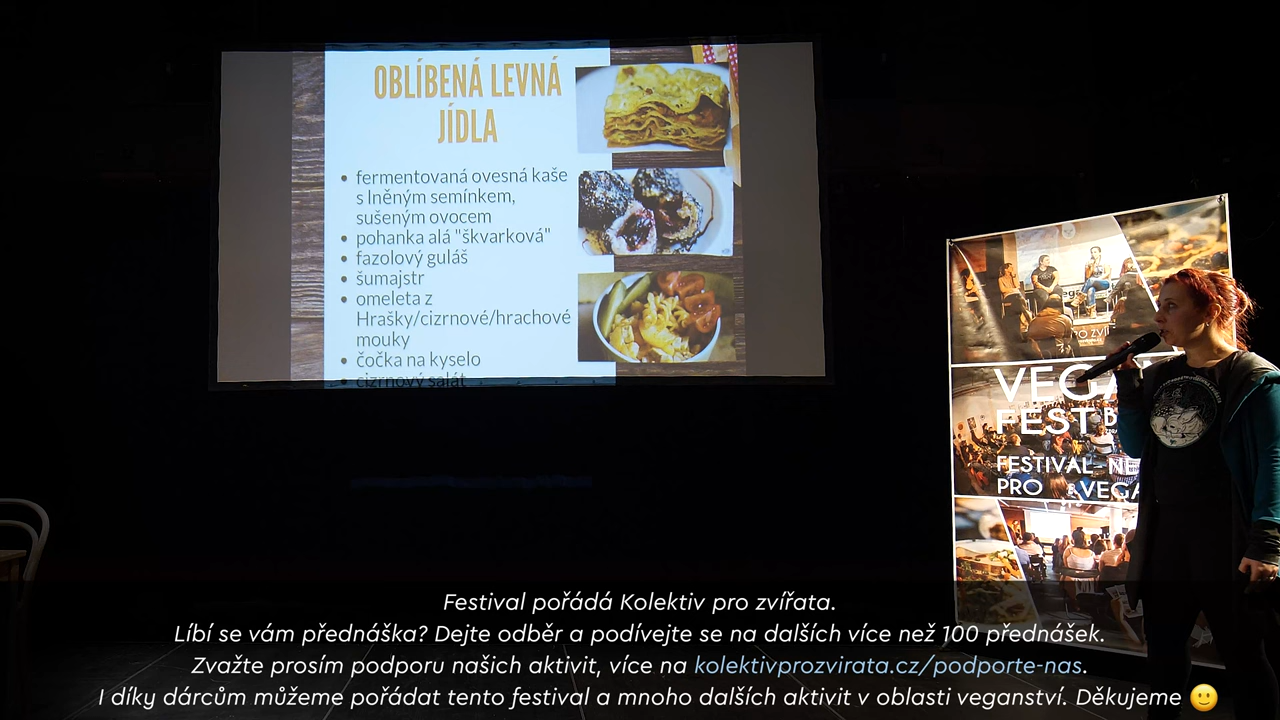 OBLÍBENÁ LEVNÁ
JÍDLA
• fermentovaná ovesná kaše
s lněným semínkem,
sušeným ovocem
• pohanka alá "škvarková"
• fazolový guláš
• šumajstr
• omeleta z
Hrašky/cizrnové/hrachové
mouky
• čočka na kyselo
• cizrnový salát
VEGA
FEST B
FESTIVAL NE
PRO VEGA
Festival pořádá Kolektiv pro zvířata.
Líbí se vám přednáška? Dejte odběr a podívejte se na dalších více než 100 přednášek.
Zvažte prosím podporu našich aktivit, více na kolektivprozvirata.cz/podporte-nas.
I díky dárcům můžeme pořádat tento festival a mnoho dalších aktivit v oblasti veganství. Děkujeme 🙂